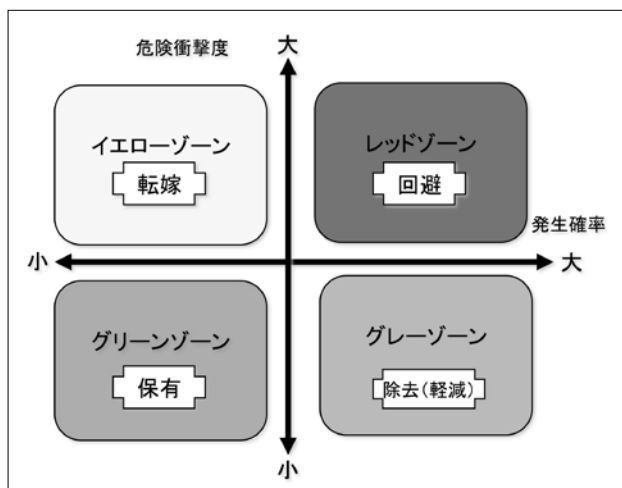 危険衝撃度
大
イエローゾーン
転嫁
レッドゾーン
回避
発生確率
小
大
グリーンゾーン
保有
グレーゾーン
除去(軽減)
小